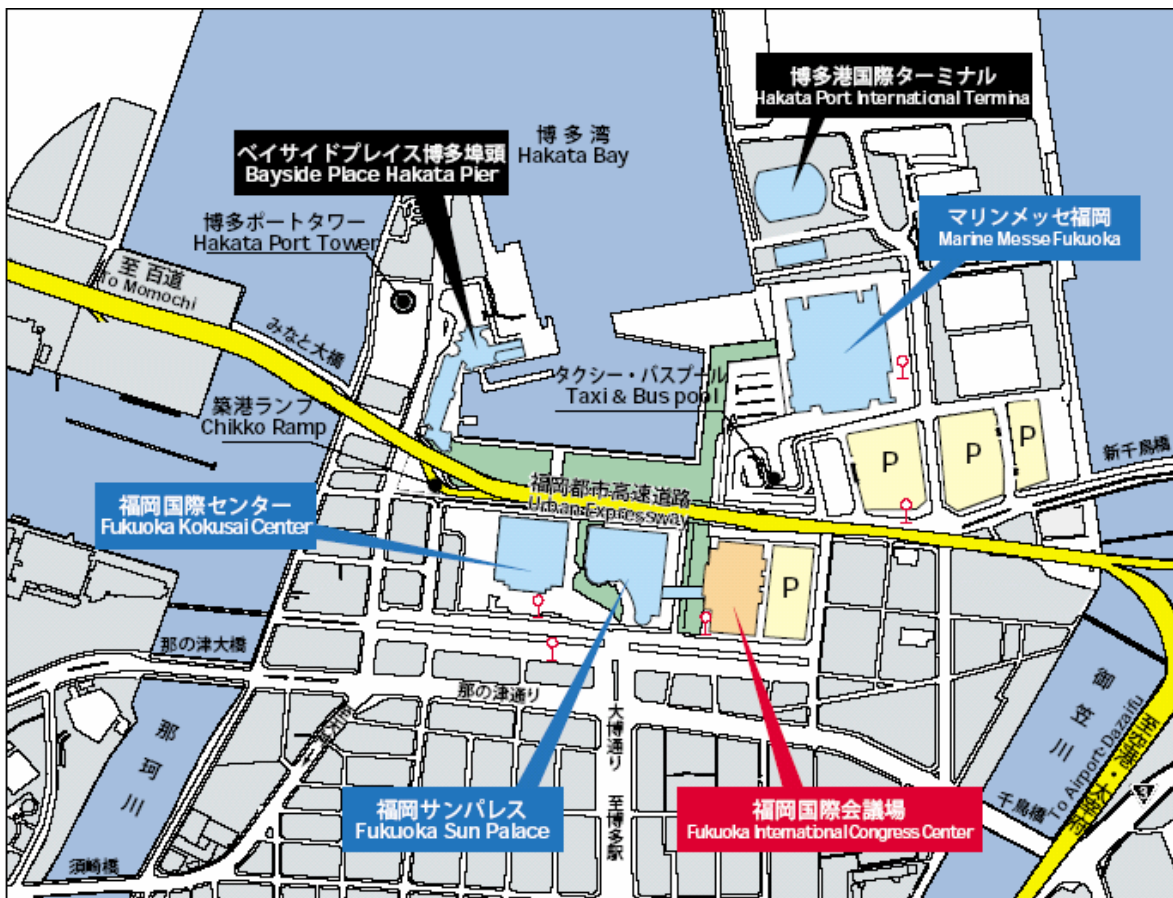 博多港国際ターミナル
Hakata Port International Termina
博多湾
Hakata Bay
ベイサイドプレイス博多埠頭
Bayside Place Hakata Pier
博多ポートタワー
Hakata Port Tower
マリンメッセ福岡
Marine Messe Fukuoka
至 百道
To Momochi
みなと大橋
タクシー・バスプール
Taxi & Bus pool
築港ランプ
Chikko Ramp
P
P
P
新千鳥橋
福岡都市高速道路
Urban Expressway
福岡国際センター
Fukuoka Kokusai Center
P
那の津大橋
那の津通り
大博通り 至博多駅
御笠川
那珂川
至空港・大宰府
To Airport·Dazaifu
3
千鳥橋
福岡サンパレス
Fukuoka Sun Palace
福岡国際会議場
Fukuoka International Congress Center
須崎橋